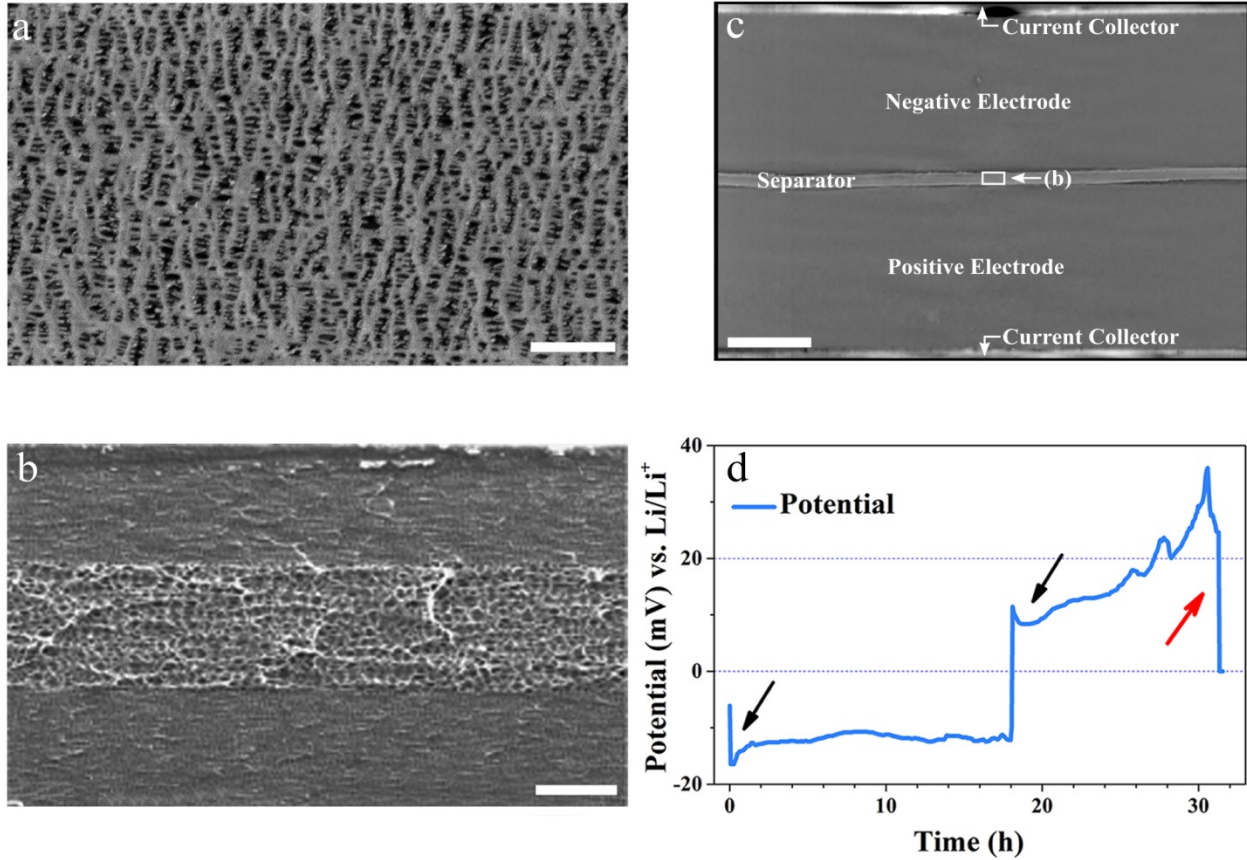 a
c
Current Collector
Negative Electrode
Separator
(b)
Positive Electrode
Current Collector
b
d
Potential
Potential (mV) vs. Li/Li⁺
40
20
0
-20
0
10
20
30
Time (h)